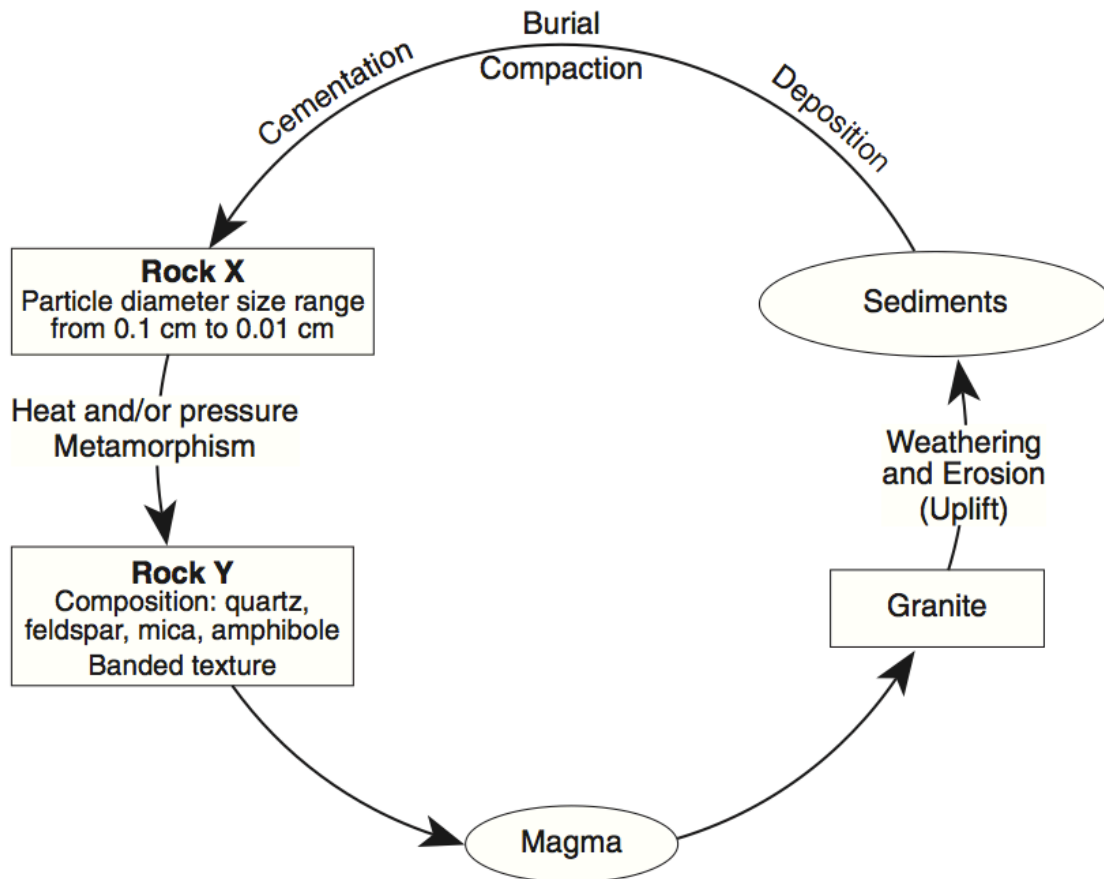 Burial
Compaction
Cementation
Deposition
Rock X
Particle diameter size range
from 0.1 cm to 0.01 cm
Sediments
Heat and/or pressure
Metamorphism
Weathering
and Erosion
(Uplift)
Rock Y
Composition: quartz,
feldspar, mica, amphibole
Banded texture
Granite
Magma